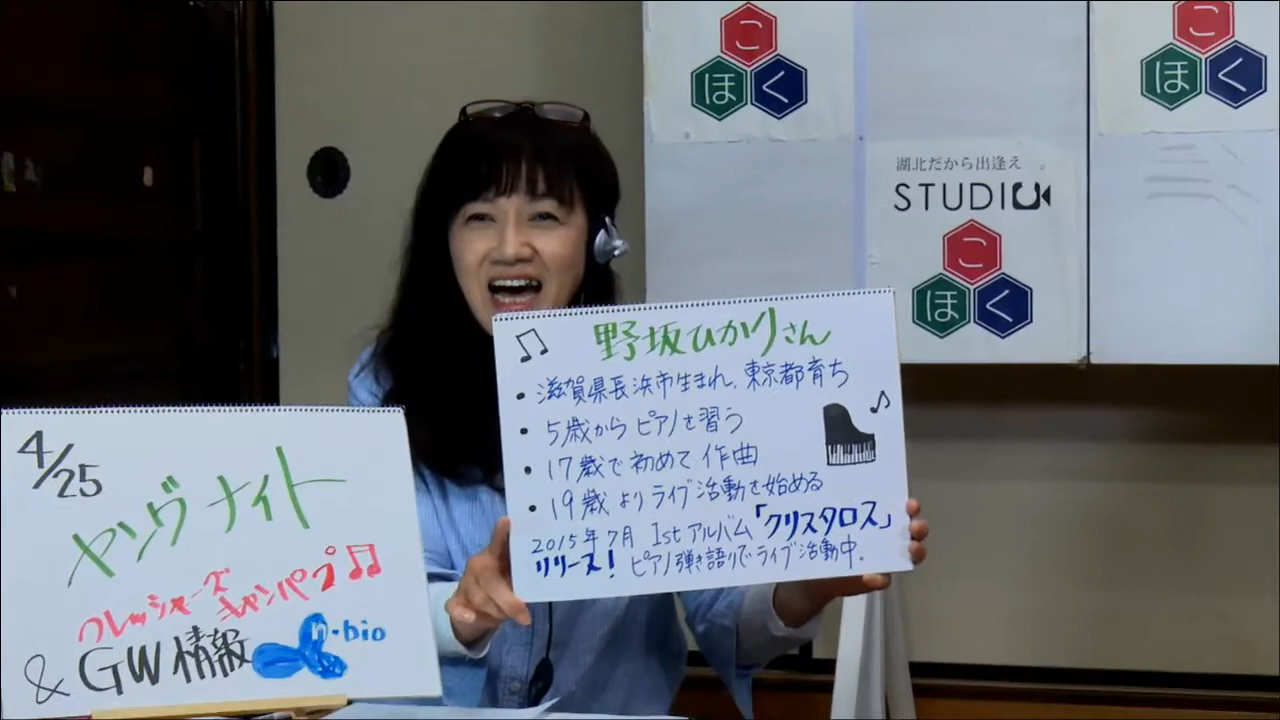 こ
ほく
こ
ほく
湖北だから出逢え
STUDIO
こ
ほく
野坂ひかりさん
・滋賀県長浜市生まれ、東京都育ち
・5歳からピアノを習う
・17歳で初めて作曲
・19歳よりライブ活動を始める
2015年7月 1stアルバム「クリスタロス」
リリース! ピアノ弾き語りでライブ活動中.
4/25
ヤングナイト
フレッシャーズ
キャンパブ♫
& GW情報 n-bio